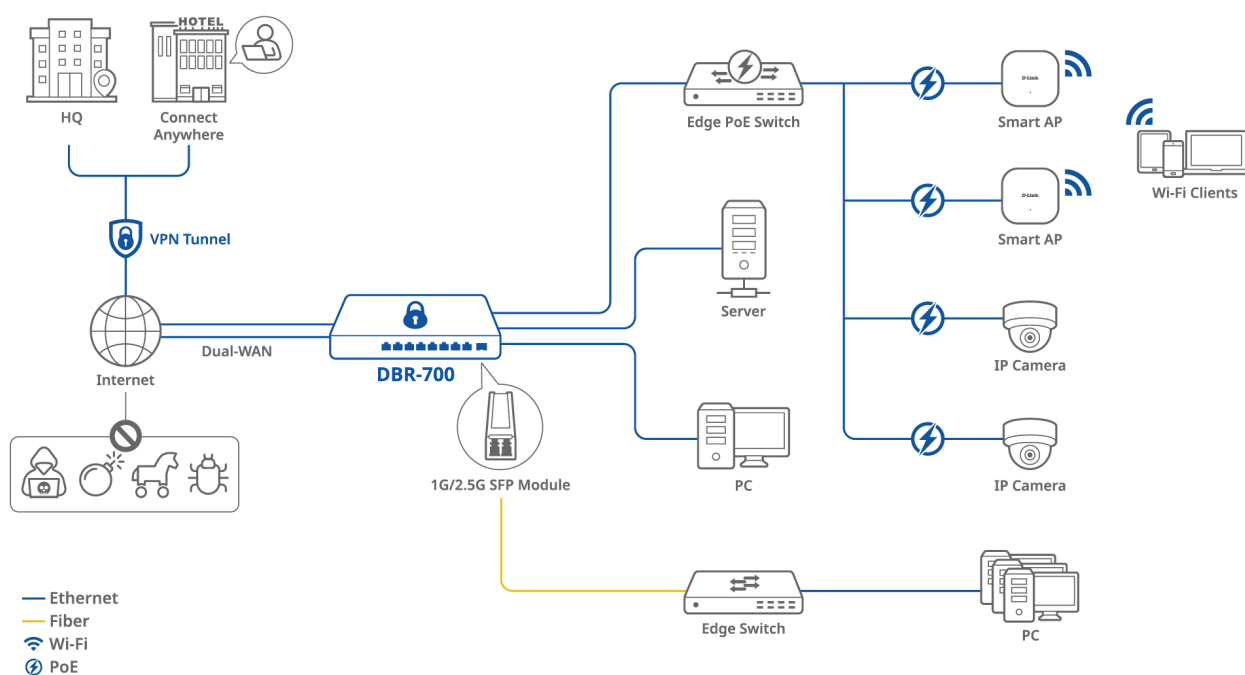 HOTEL
HQ
Connect
Anywhere
VPN Tunnel
Internet
Dual-WAN
DBR-700
1G/2.5G SFP Module
Edge PoE Switch
Server
PC
D-Link
Smart AP
D-Link
Smart AP
Wi-Fi Clients
IP Camera
IP Camera
Edge Switch
PC
Ethernet
Fiber
Wi-Fi
PoE